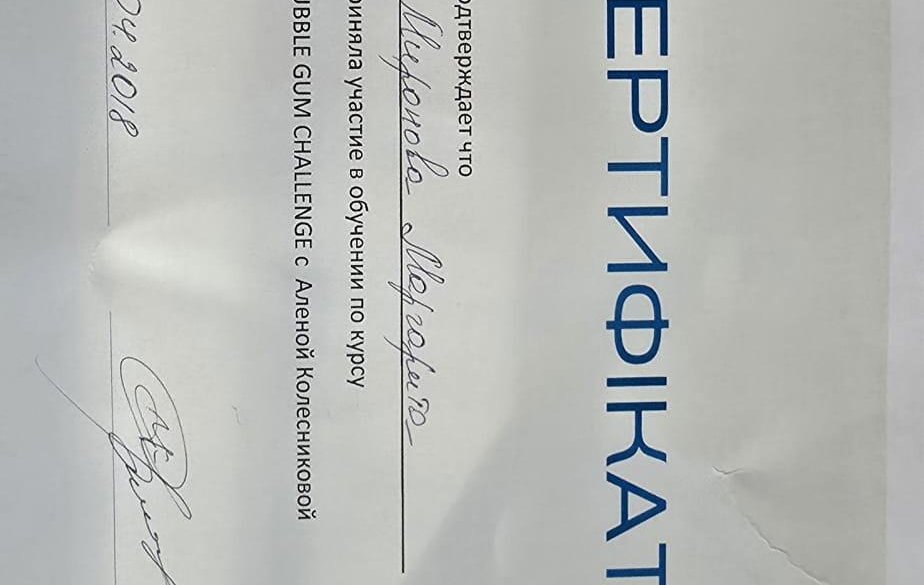 ЕРТИФІКАТ
одтверждает что
Миронова Маргарита
риняла участие в обучении по курсу
UBBLE GUM CHALLENGE с Аленой Колесниковой
04.2018